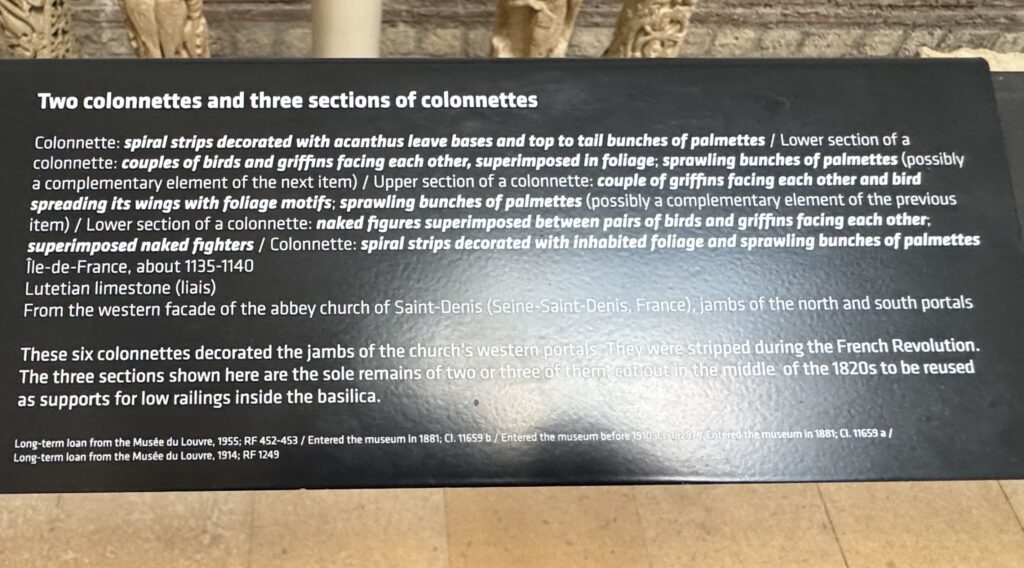 Two colonnettes and three sections of colonnettes
Colonnette: spiral strips decorated with acanthus leave bases and top to tail bunches of palmettes / Lower section of a
colonnette: couples of birds and griffins facing each other, superimposed in foliage; sprawling bunches of palmettes (possibly
a complementary element of the next item) / Upper section of a colonnette: couple of griffins facing each other and bird
spreading its wings with foliage motifs; sprawling bunches of palmettes (possibly a complementary element of the previous
item) / Lower section of a colonnette: naked figures superimposed between pairs of birds and griffins facing each other;
superimposed naked fighters / Colonnette: spiral strips decorated with inhabited foliage and sprawling bunches of palmettes
Île-de-France, about 1135-1140
Lutetian limestone (liais)
From the western facade of the abbey church of Saint-Denis (Seine-Saint-Denis, France), jambs of the north and south portals
These six colonnettes decorated the jambs of the church's western portals. They were stripped during the French Revolution.
The three sections shown here are the sole remains of two or three of them, cut out in the middle of the 1820s to be reused
as supports for low railings inside the basilica.
Long-term loan from the Musée du Louvre, 1955; RF 452-453 / Entered the museum in 1881; Cl. 11659 b / Entered the museum before 1910, / Entered the museum in 1881; Cl. 11659 a /
Long-term loan from the Musée du Louvre, 1914; RF 1249